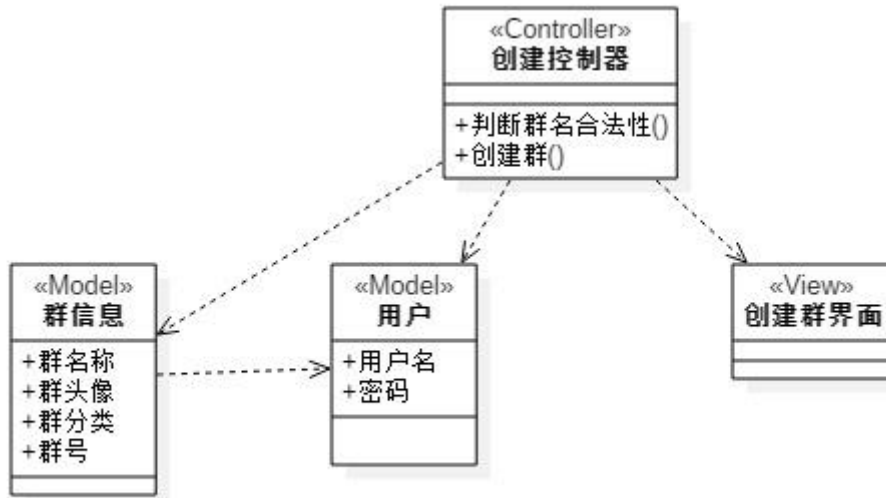 «Controller»
创建控制器
+判断群名合法性()
+创建群()
«Model»
群信息
+群名称
+群头像
+群分类
+群号
«Model»
用户
+用户名
+密码
«View»
创建群界面